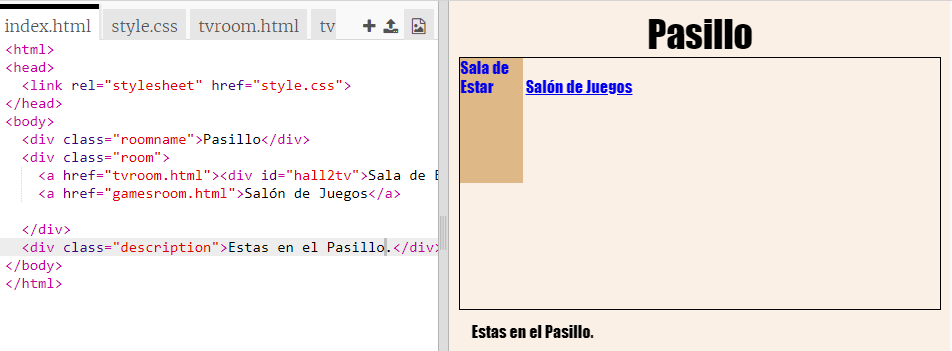 index.html style.css tvroom.html tv
<html>
<head>
<link rel="stylesheet" href="style.css">
</head>
<body>
<div class="roomname">Pasillo</div>
<div class="room">
<a href="tvroom.html"><div id="hall2tv">Sala de E
<a href="gamesroom.html">Salón de Juegos</a>
</div>
<div class="description">Estas en el Pasillo.</div>
</body>
</html>
Pasillo
Sala de
Estar
Salón de Juegos
Estas en el Pasillo.